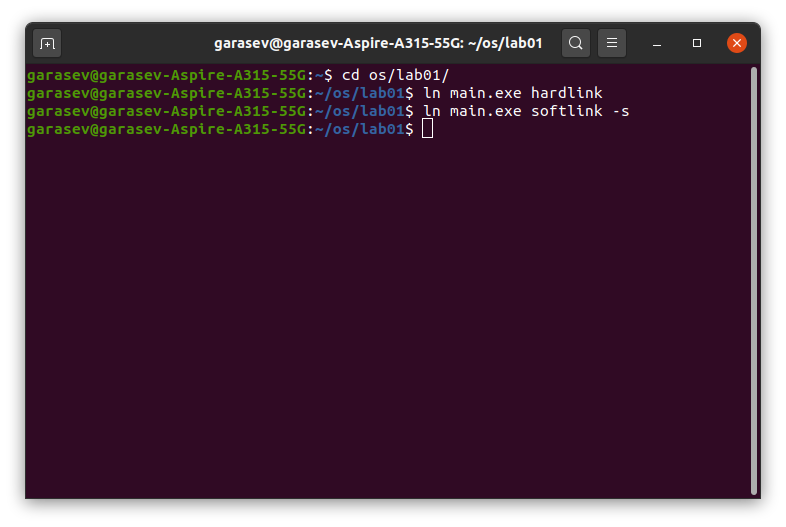 garasev@garasev-Aspire-A315-55G: ~/os/lab01
garasev@garasev-Aspire-A315-55G:~$ cd os/lab01/
garasev@garasev-Aspire-A315-55G:~/os/lab01$ ln main.exe hardlink
garasev@garasev-Aspire-A315-55G:~/os/lab01$ ln main.exe softlink -s
garasev@garasev-Aspire-A315-55G:~/os/lab01$